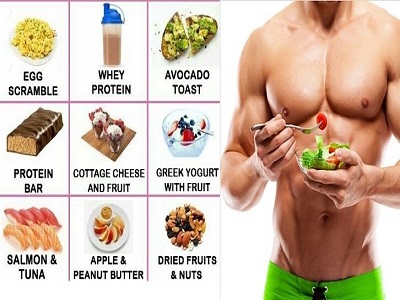 EGG
SCRAMBLE
WHEY
PROTEIN
AVOCADO
TOAST
PROTEIN
BAR
COTTAGE CHEESE
AND FRUIT
GREEK YOGURT
WITH FRUIT
SALMON &
TUNA
APPLE &
PEANUT BUTTER
DRIED FRUITS
& NUTS